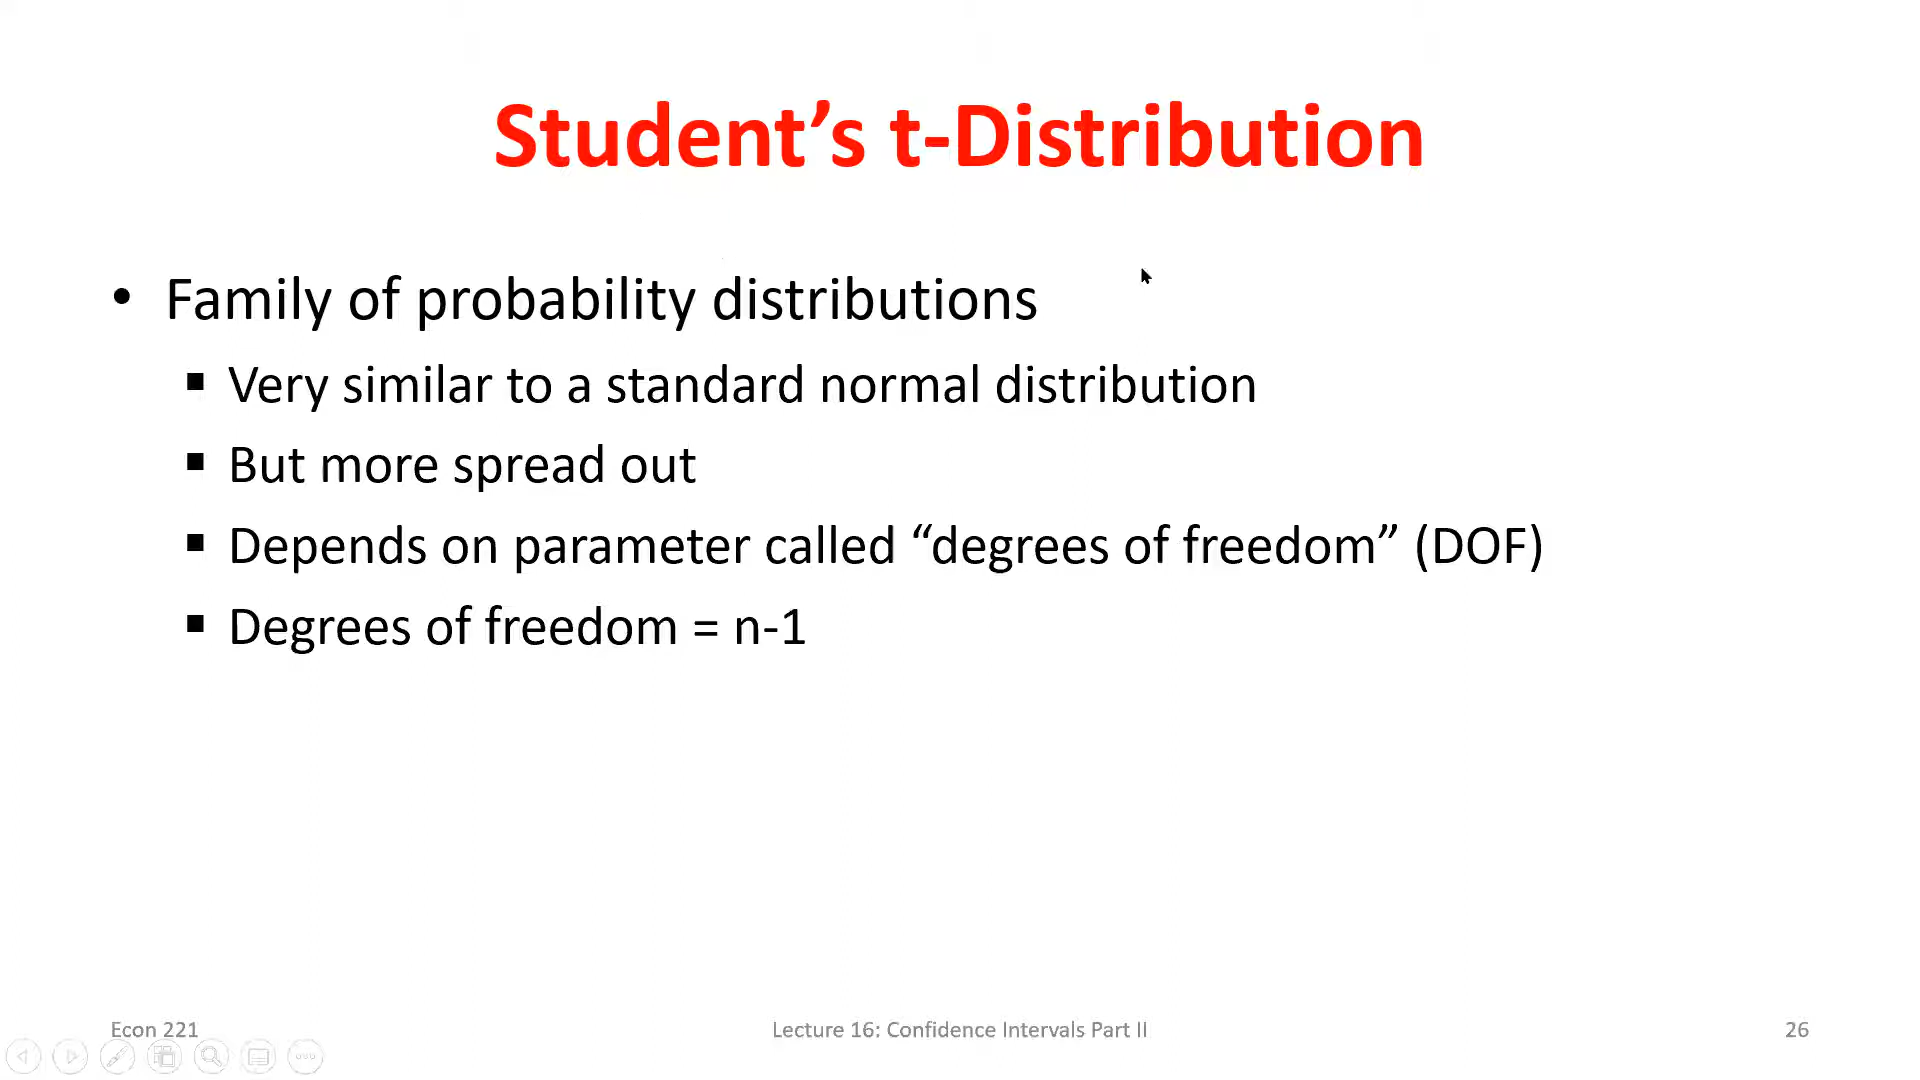 Student’s t-Distribution
• Family of probability distributions
▪ Very similar to a standard normal distribution
▪ But more spread out
▪ Depends on parameter called “degrees of freedom” (DOF)
▪ Degrees of freedom = n-1
Econ 221
Lecture 16: Confidence Intervals Part II
26